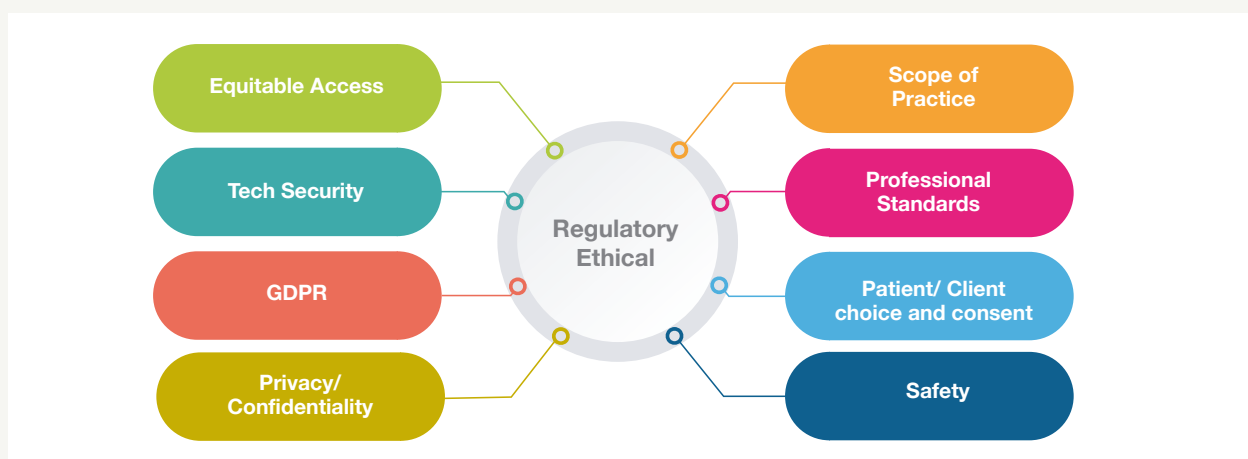 Equitable Access
Tech Security
GDPR
Privacy/
Confidentiality
Regulatory
Ethical
Scope of
Practice
Professional
Standards
Patient/ Client
choice and consent
Safety